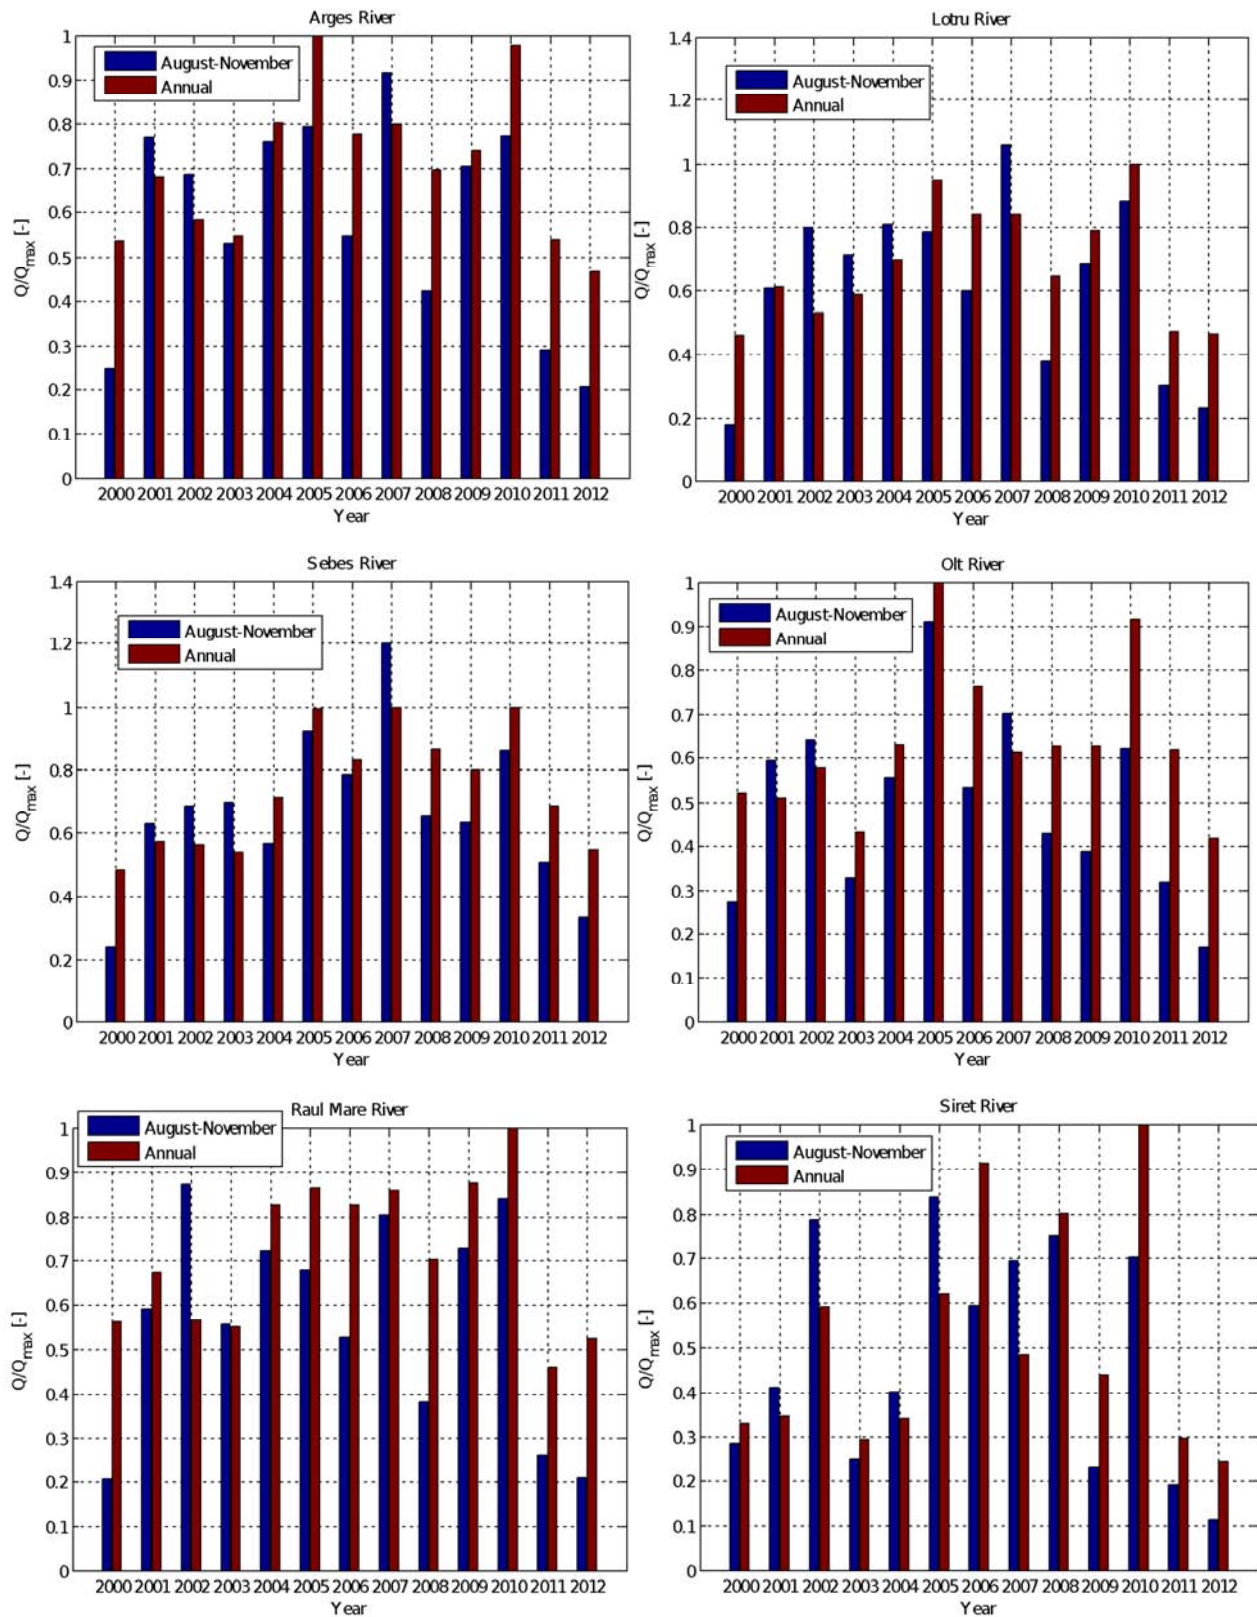 Arges River
August-November
Annual
Q/Qmax [-]
1
0.9
0.8
0.7
0.6
0.5
0.4
0.3
0.2
0.1
0
2000 2001 2002 2003 2004 2005 2006 2007 2008 2009 2010 2011 2012
Year
Lotru River
August-November
Annual
Q/Qmax [-]
1.4
1.2
1
0.8
0.6
0.4
0.2
0
2000 2001 2002 2003 2004 2005 2006 2007 2008 2009 2010 2011 2012
Year
Sebes River
August-November
Annual
Q/Qmax [-]
1.4
1.2
1
0.8
0.6
0.4
0.2
0
2000 2001 2002 2003 2004 2005 2006 2007 2008 2009 2010 2011 2012
Year
Olt River
August-November
Annual
Q/Qmax [-]
1
0.9
0.8
0.7
0.6
0.5
0.4
0.3
0.2
0.1
0
2000 2001 2002 2003 2004 2005 2006 2007 2008 2009 2010 2011 2012
Year
Raul Mare River
August-November
Annual
Q/Qmax [-]
1
0.9
0.8
0.7
0.6
0.5
0.4
0.3
0.2
0.1
0
2000 2001 2002 2003 2004 2005 2006 2007 2008 2009 2010 2011 2012
Year
Siret River
August-November
Annual
Q/Qmax [-]
1
0.9
0.8
0.7
0.6
0.5
0.4
0.3
0.2
0.1
0
2000 2001 2002 2003 2004 2005 2006 2007 2008 2009 2010 2011 2012
Year